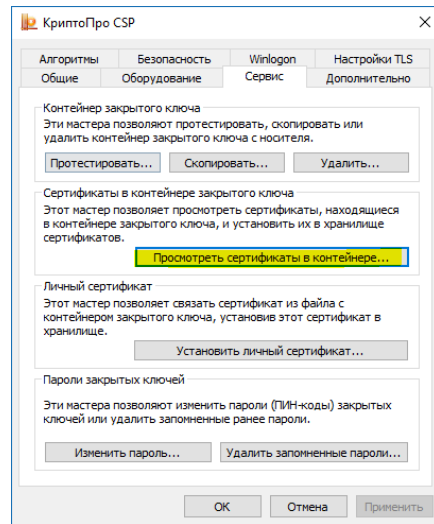 КриптоПро CSP
Алгоритмы Безопасность Winlogon Настройки TLS
Общие Оборудование Сервис Дополнительно
Контейнер закрытого ключа
Эти мастера позволяют протестировать, скопировать или
удалить контейнер закрытого ключа с носителя.
Протестировать... Скопировать... Удалить...
Сертификаты в контейнере закрытого ключа
Этот мастер позволяет просмотреть сертификаты, находящиеся
в контейнере закрытого ключа, и установить их в хранилище
сертификатов.
Просмотреть сертификаты в контейнере...
Личный сертификат
Этот мастер позволяет связать сертификат из файла с
контейнером закрытого ключа, установив этот сертификат в
хранилище.
Установить личный сертификат...
Пароли закрытых ключей
Эти мастера позволяют изменить пароли (ПИН-коды) закрытых
ключей или удалить запомненные ранее пароли.
Изменить пароль... Удалить запомненные пароли...
ОК Отмена Применить